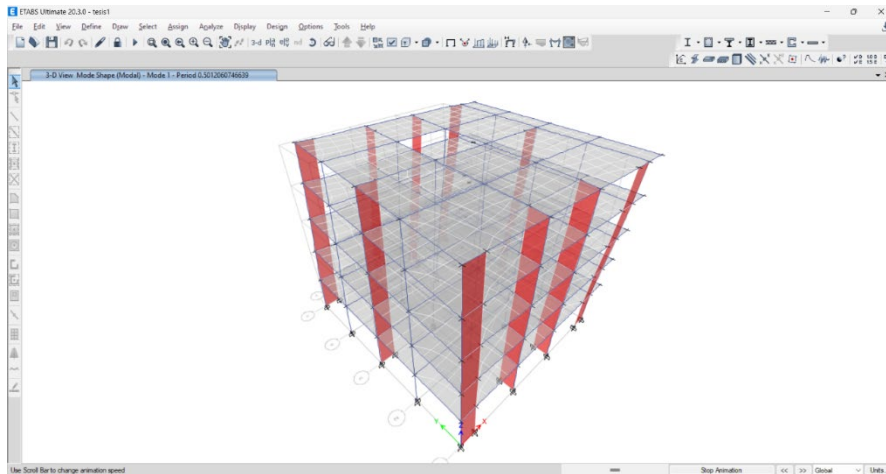 ETABS Ultimate 20.3.0 - tesis1
File Edit View Define Draw Select Assign Analyze Display Design Options Tools Help
3-d
3-D View Mode Shape (Modal) - Mode 1 - Period 0.5012060746639
Z
Y
X
Use Scroll Bar to change animation speed
Stop Animation
<<
>>
Global
Units...